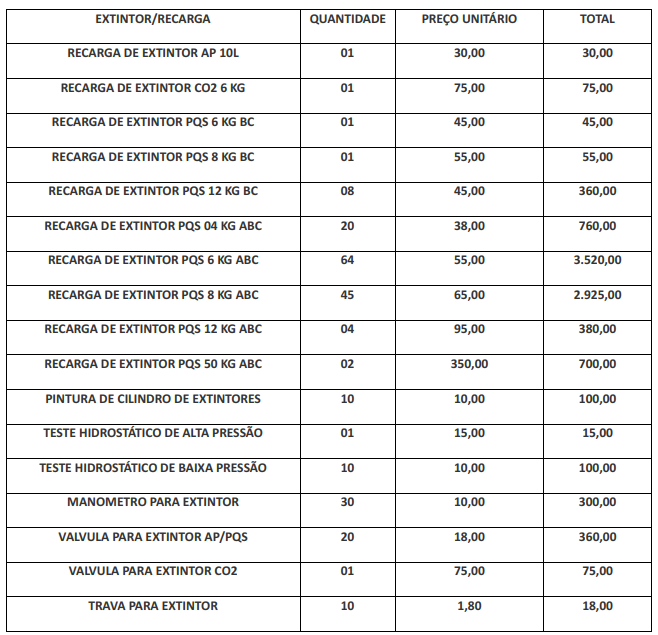 EXTINTOR/RECARGA QUANTIDADE PREÇO UNITÁRIO TOTAL
RECARGA DE EXTINTOR AP 10L 01 30,00 30,00
RECARGA DE EXTINTOR CO2 6 KG 01 75,00 75,00
RECARGA DE EXTINTOR PQS 6 KG BC 01 45,00 45,00
RECARGA DE EXTINTOR PQS 8 KG BC 01 55,00 55,00
RECARGA DE EXTINTOR PQS 12 KG BC 08 45,00 360,00
RECARGA DE EXTINTOR PQS 04 KG ABC 20 38,00 760,00
RECARGA DE EXTINTOR PQS 6 KG ABC 64 55,00 3.520,00
RECARGA DE EXTINTOR PQS 8 KG ABC 45 65,00 2.925,00
RECARGA DE EXTINTOR PQS 12 KG ABC 04 95,00 380,00
RECARGA DE EXTINTOR PQS 50 KG ABC 02 350,00 700,00
PINTURA DE CILINDRO DE EXTINTORES 10 10,00 100,00
TESTE HIDROSTÁTICO DE ALTA PRESSÃO 01 15,00 15,00
TESTE HIDROSTÁTICO DE BAIXA PRESSÃO 10 10,00 100,00
MANOMETRO PARA EXTINTOR 30 10,00 300,00
VALVULA PARA EXTINTOR AP/PQS 20 18,00 360,00
VALVULA PARA EXTINTOR CO2 01 75,00 75,00
TRAVA PARA EXTINTOR 10 1,80 18,00